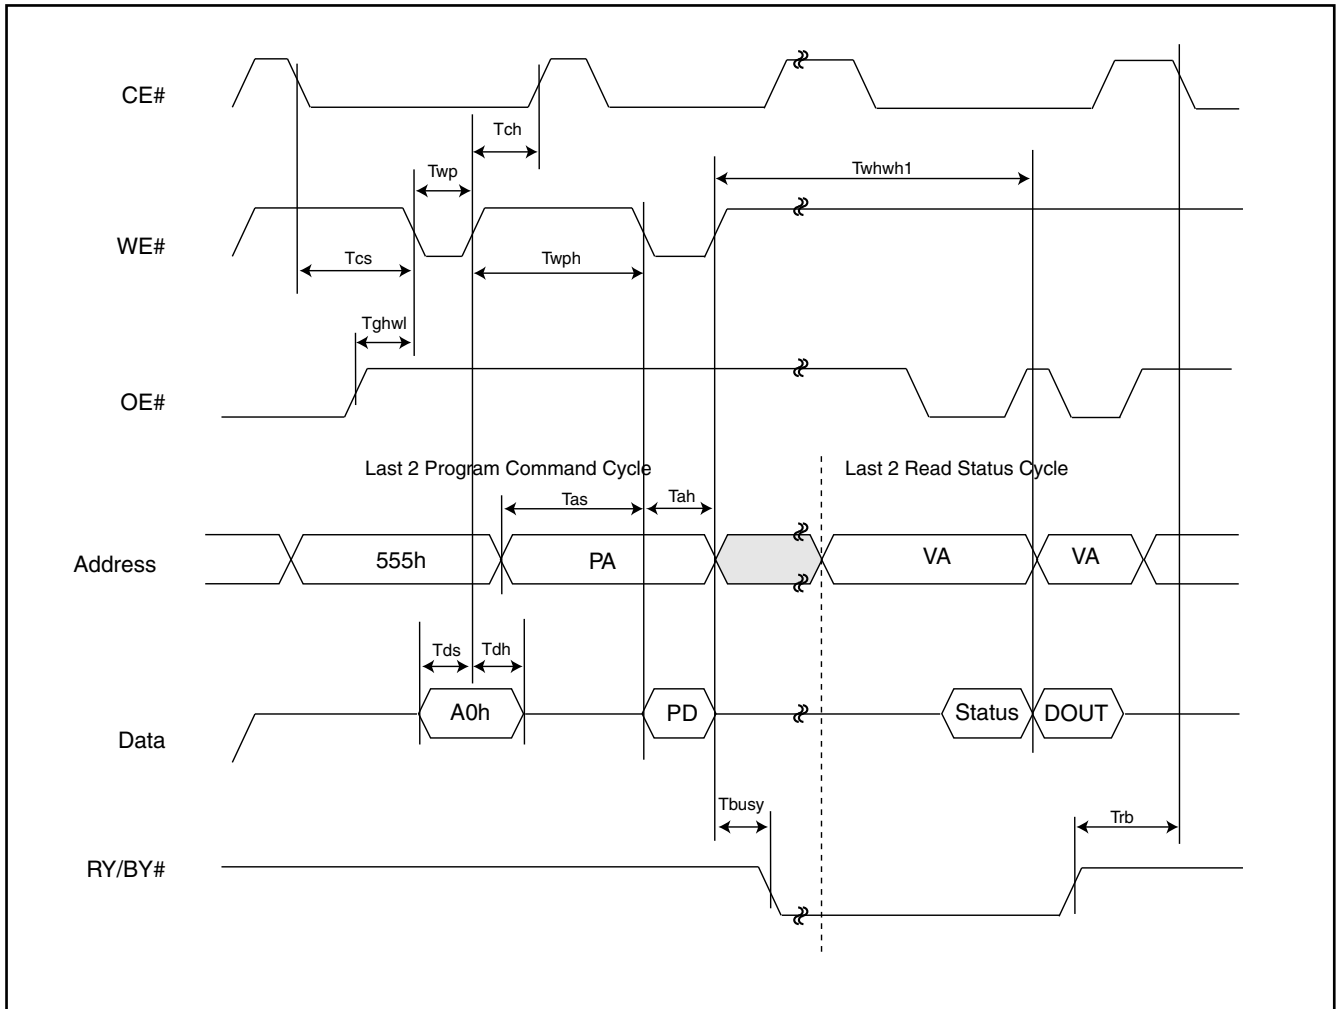 CE#
Tch
Twp
Twhwh1
WE#
Tcs
Twph
Tghwl
OE#
Last 2 Program Command Cycle
Last 2 Read Status Cycle
Tas
Tah
Address
555h
PA
VA
VA
Tds
Tdh
A0h
PD
Status
DOUT
Data
Tbusy
Trb
RY/BY#